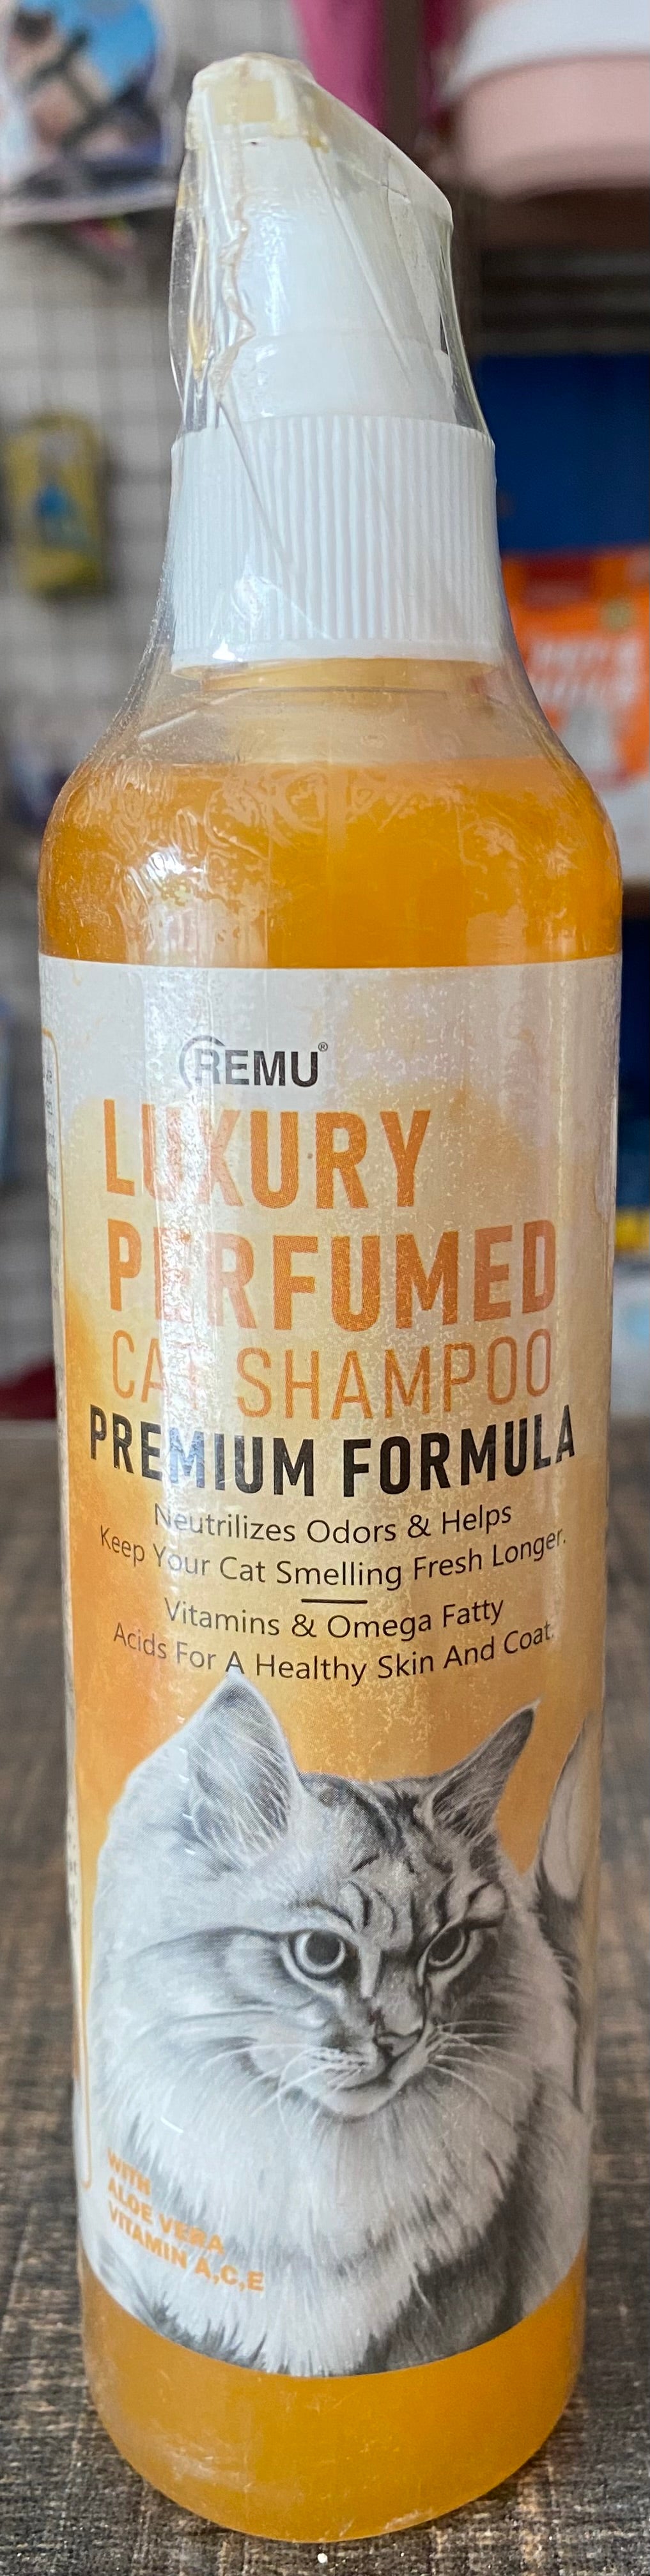 REMU®
LUXURY
PERFUMED
CAT SHAMPOO
PREMIUM FORMULA
Neutrilizes Odors & Helps
Keep Your Cat Smelling Fresh Longer.
Vitamins & Omega Fatty
Acids For A Healthy Skin And Coat.
WITH
ALOE VERA
VITAMIN A,C,E